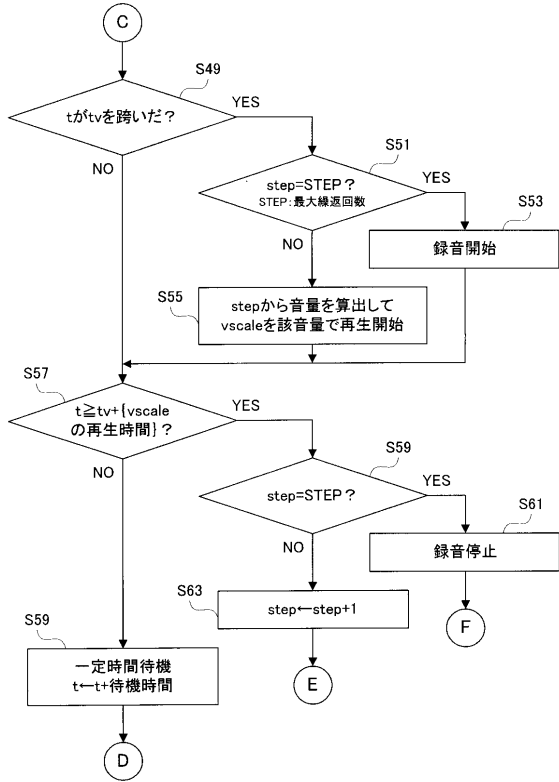 C
S49
tがtvを跨いだ？
YES
NO
S51
step=STEP？
STEP：最大繰返回数
YES
NO
S53
録音開始
S55
stepから音量を算出して
vscaleを該音量で再生開始
S57
t≧tv+{vscale
の再生時間}？
YES
NO
S59
step=STEP？
YES
NO
S61
録音停止
F
S63
step←step+1
E
S59
一定時間待機
t←t+待機時間
D